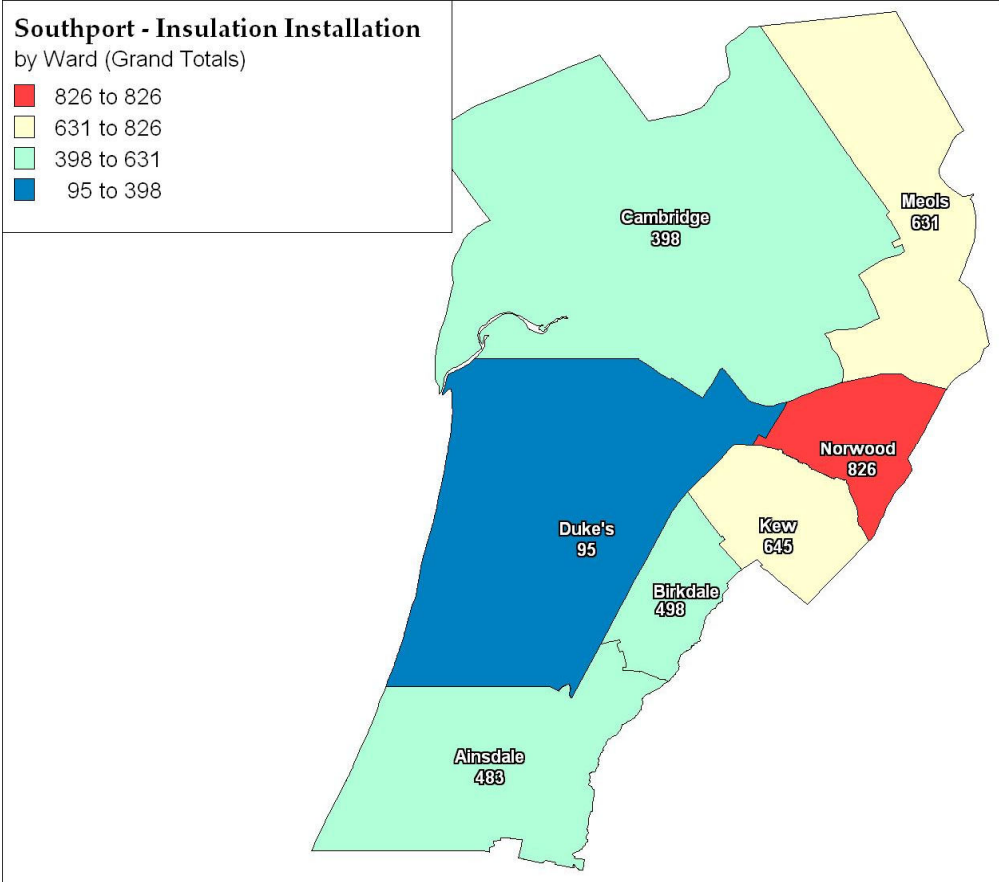 Southport - Insulation Installation
by Ward (Grand Totals)
826 to 826
631 to 826
398 to 631
95 to 398
Meols
631
Cambridge
398
Norwood
826
Kew
645
Duke's
95
Birkdale
498
Ainsdale
483